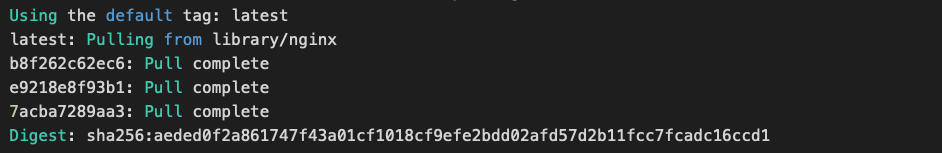 Using the default tag: latest
latest: Pulling from library/nginx
b8f262c62ec6: Pull complete
e9218e8f93b1: Pull complete
7acba7289aa3: Pull complete
Digest: sha256:aeded0f2a861747f43a01cf1018cf9efe2bdd02afd57d2b11fcc7fcadc16ccd1